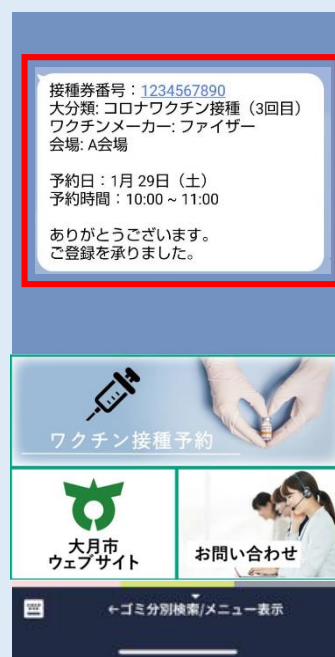 接種券番号：1234567890
大分類: コロナワクチン接種（3回目）
ワクチンメーカー: ファイザー
会場: A会場
予約日：1月 29日（土）
予約時間：10:00 ~ 11:00
ありがとうございます。
ご登録を承りました。
ワクチン接種予約
大月市
ウェブサイト
お問い合わせ
←ゴミ分別検索/メニュー表示